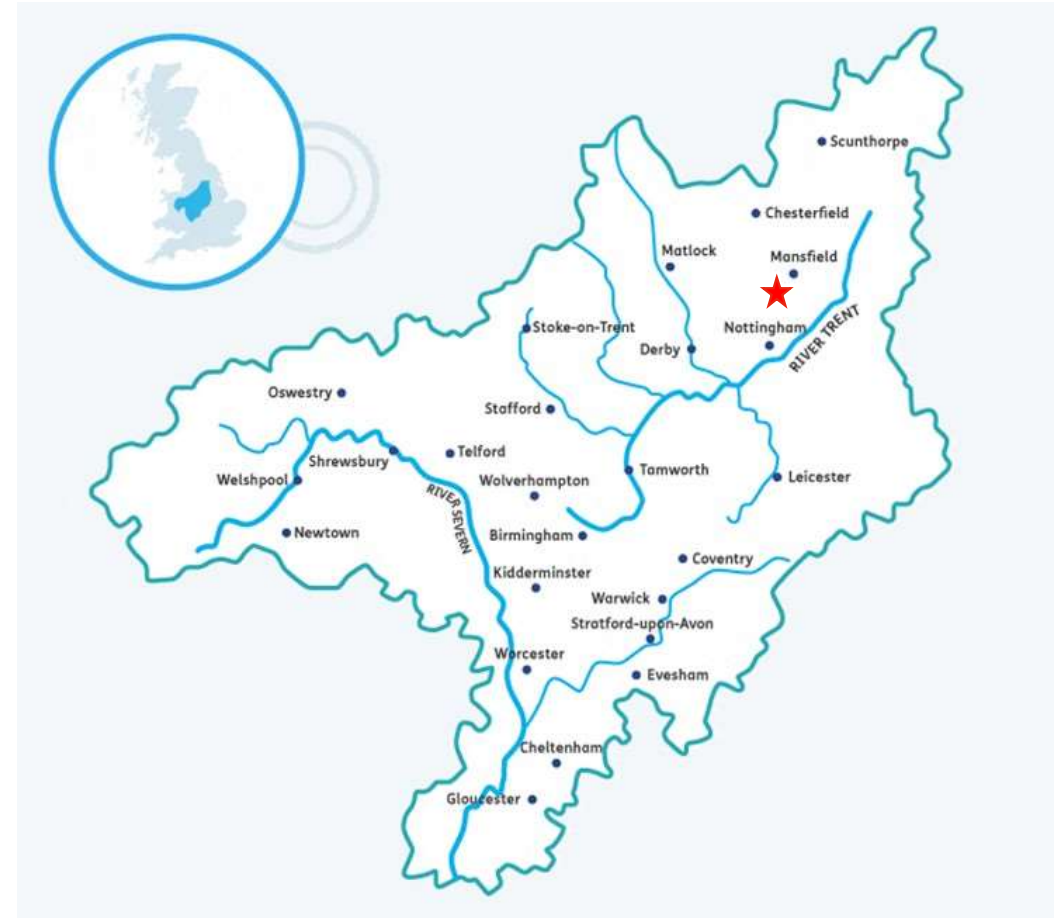 Scunthorpe
Chesterfield
Matlock
Mansfield
Stoke-on-Trent
Nottingham
RIVER TRENT
Derby
Oswestry
Stafford
Shrewsbury
Telford
Welshpool
Wolverhampton
Tamworth
Leicester
RIVER SEVERN
Newtown
Birmingham
Coventry
Kidderminster
Warwick
Stratford-upon-Avon
Worcester
Evesham
Cheltenham
Gloucester